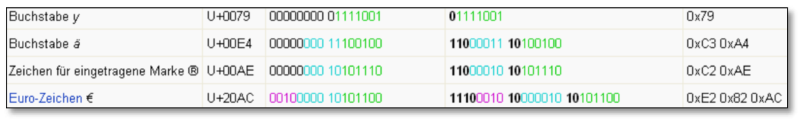 Buchstabe y U+0079 00000000 01111001 01111001 0x79
Buchstabe ä U+00E4 00000000 11100100 11000011 10100100 0xC3 0xA4
Zeichen für eingetragene Marke ® U+00AE 00000000 10101110 11000010 10101110 0xC2 0xAE
Euro-Zeichen € U+20AC 00100000 10101100 11100010 10000010 10101100 0xE2 0x82 0xAC